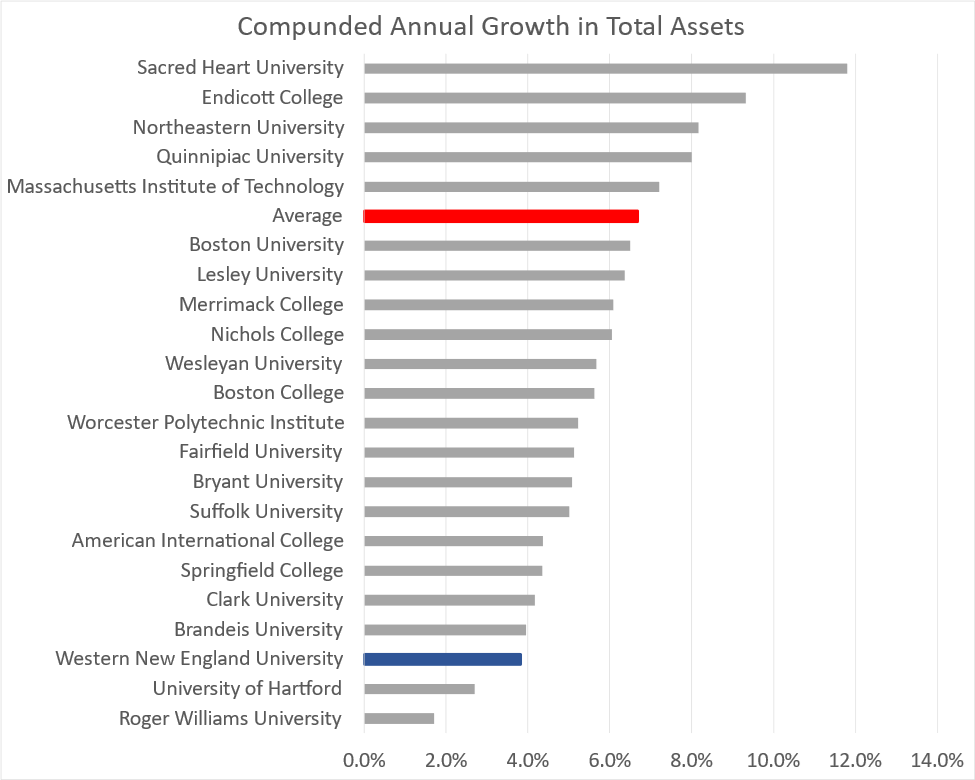 Compunded Annual Growth in Total Assets
Sacred Heart University
Endicott College
Northeastern University
Quinnipiac University
Massachusetts Institute of Technology
Average
Boston University
Lesley University
Merrimack College
Nichols College
Wesleyan University
Boston College
Worcester Polytechnic Institute
Fairfield University
Bryant University
Suffolk University
American International College
Springfield College
Clark University
Brandeis University
Western New England University
University of Hartford
Roger Williams University
0.0% 2.0% 4.0% 6.0% 8.0% 10.0% 12.0% 14.0%